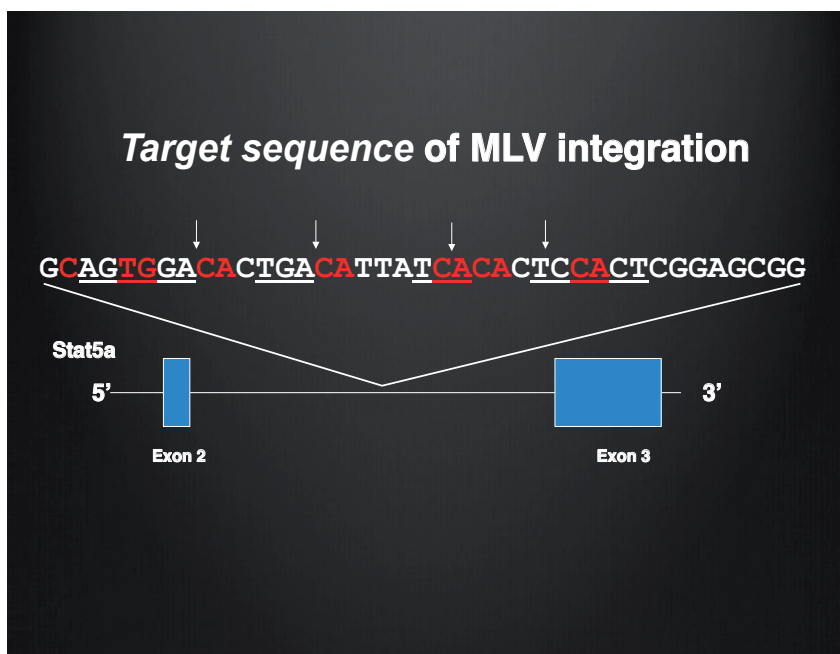 Target sequence of MLV integration
GCAGTGGACACTGACATTATCACACTCCACTCGGAGCGG
Stat5a
5’ 3’
Exon 2 Exon 3